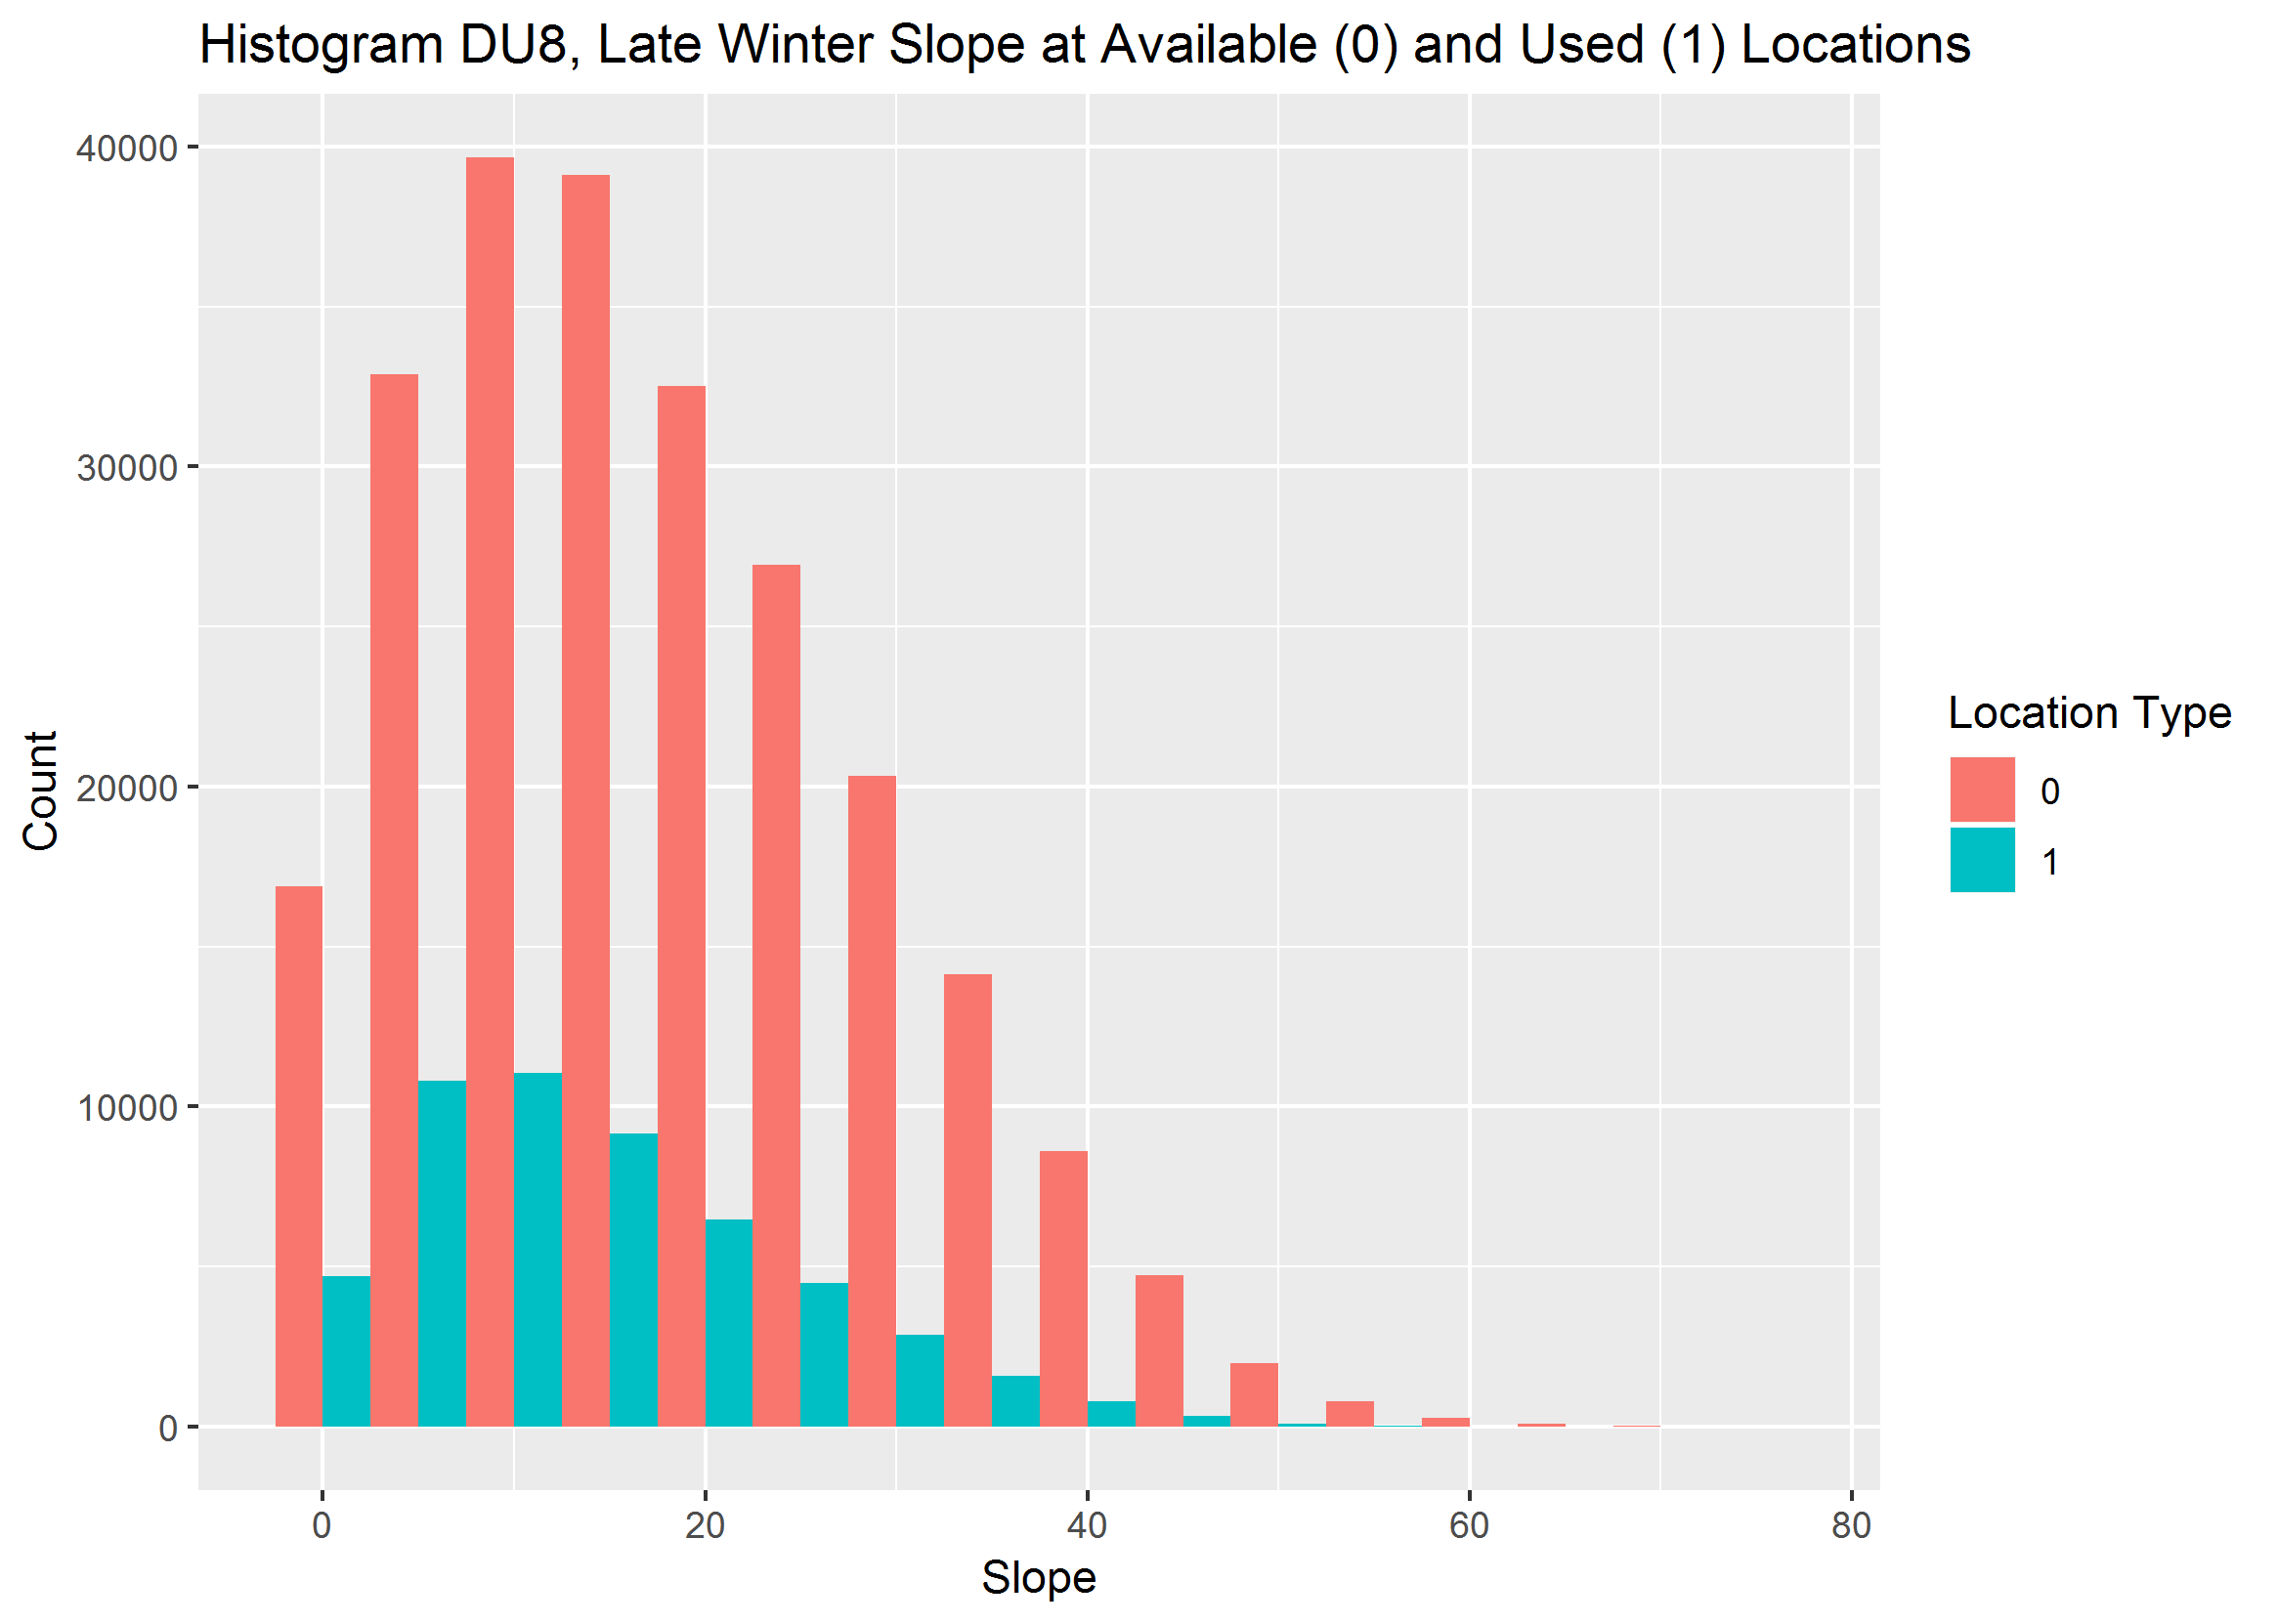 Histogram DU8, Late Winter Slope at Available (0) and Used (1) Locations
40000
30000
20000
10000
0
Count
0 20 40 60 80
Slope
Location Type
0
1